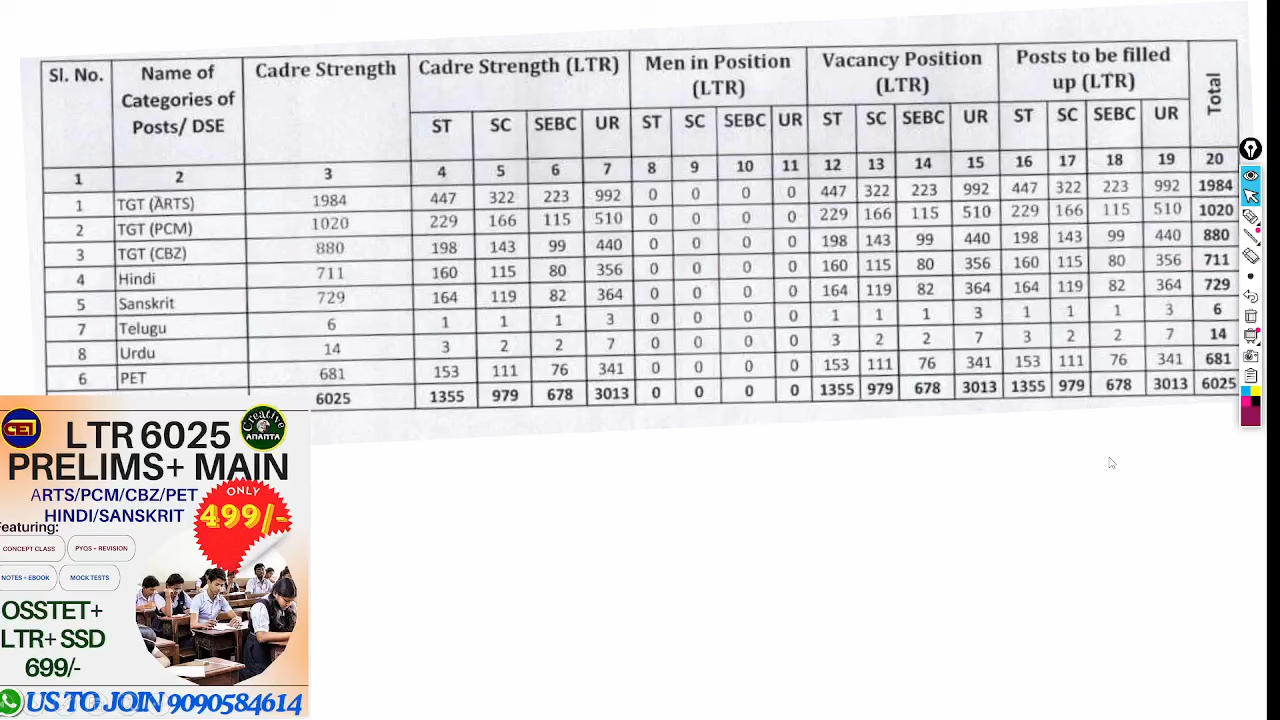 Sl. No. Name of Categories of Posts/ DSE Cadre Strength Cadre Strength (LTR) Men in Position (LTR) Vacancy Position (LTR) Posts to be filled up (LTR) Total
ST SC SEBC UR ST SC SEBC UR ST SC SEBC UR ST SC SEBC UR
1 2 3 4 5 6 7 8 9 10 11 12 13 14 15 16 17 18 19 20
1 TGT (ARTS) 1984 447 322 223 992 0 0 0 0 447 322 223 992 447 322 223 992 1984
2 TGT (PCM) 1020 229 166 115 510 0 0 0 0 229 166 115 510 229 166 115 510 1020
3 TGT (CBZ) 880 198 143 99 440 0 0 0 0 198 143 99 440 198 143 99 440 880
4 Hindi 711 160 115 80 356 0 0 0 0 160 115 80 356 160 115 80 356 711
5 Sanskrit 729 164 119 82 364 0 0 0 0 164 119 82 364 164 119 82 364 729
7 Telugu 6 1 1 1 3 0 0 0 0 1 1 1 3 1 1 1 3 6
8 Urdu 14 3 2 2 7 0 0 0 0 3 2 2 7 3 2 2 7 14
6 PET 681 153 111 76 341 0 0 0 0 153 111 76 341 153 111 76 341 681
6025 1355 979 678 3013 0 0 0 0 1355 979 678 3013 1355 979 678 3013 6025
CEI
Creative ANANTA
LTR 6025
PRELIMS+ MAIN
ARTS/PCM/CBZ/PET
HINDI/SANSKRIT
ONLY
499/-
Featuring:
CONCEPT CLASS PYQS + REVISION
NOTES + EBOOK MOCK TESTS
OSSTET+
LTR+ SSD
699/-
US TO JOIN 9090584614